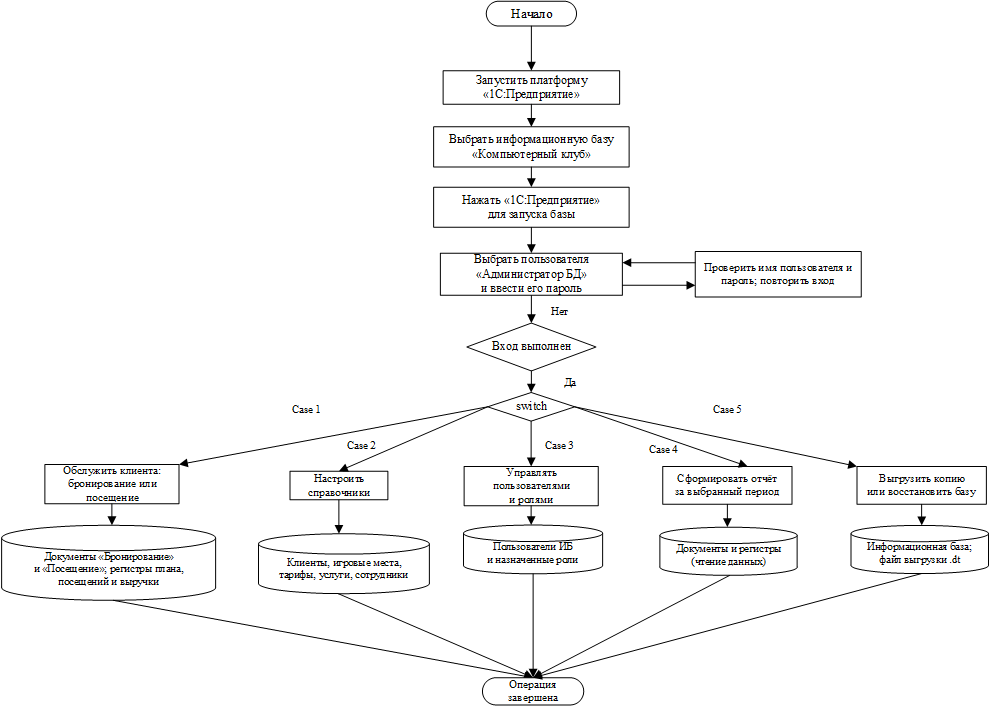 Начало
Запустить платформу
«1С:Предприятие»
Выбрать информационную базу
«Компьютерный клуб»
Нажать «1С:Предприятие»
для запуска базы
Выбрать пользователя
«Администратор БД»
и ввести его пароль
Проверить имя пользователя и
пароль; повторить вход
Нет
Вход выполнен
Да
switch
Case 1
Case 2
Case 3
Case 4
Case 5
Обслужить клиента:
бронирование или
посещение
Настроить
справочники
Управлять
пользователями
и ролями
Сформировать отчёт
за выбранный период
Выгрузить копию
или восстановить базу
Документы «Бронирование»
и «Посещение»; регистры плана,
посещений и выручки
Клиенты, игровые места,
тарифы, услуги, сотрудники
Пользователи ИБ
и назначенные роли
Документы и регистры
(чтение данных)
Информационная база;
файл выгрузки .dt
Операция
завершена